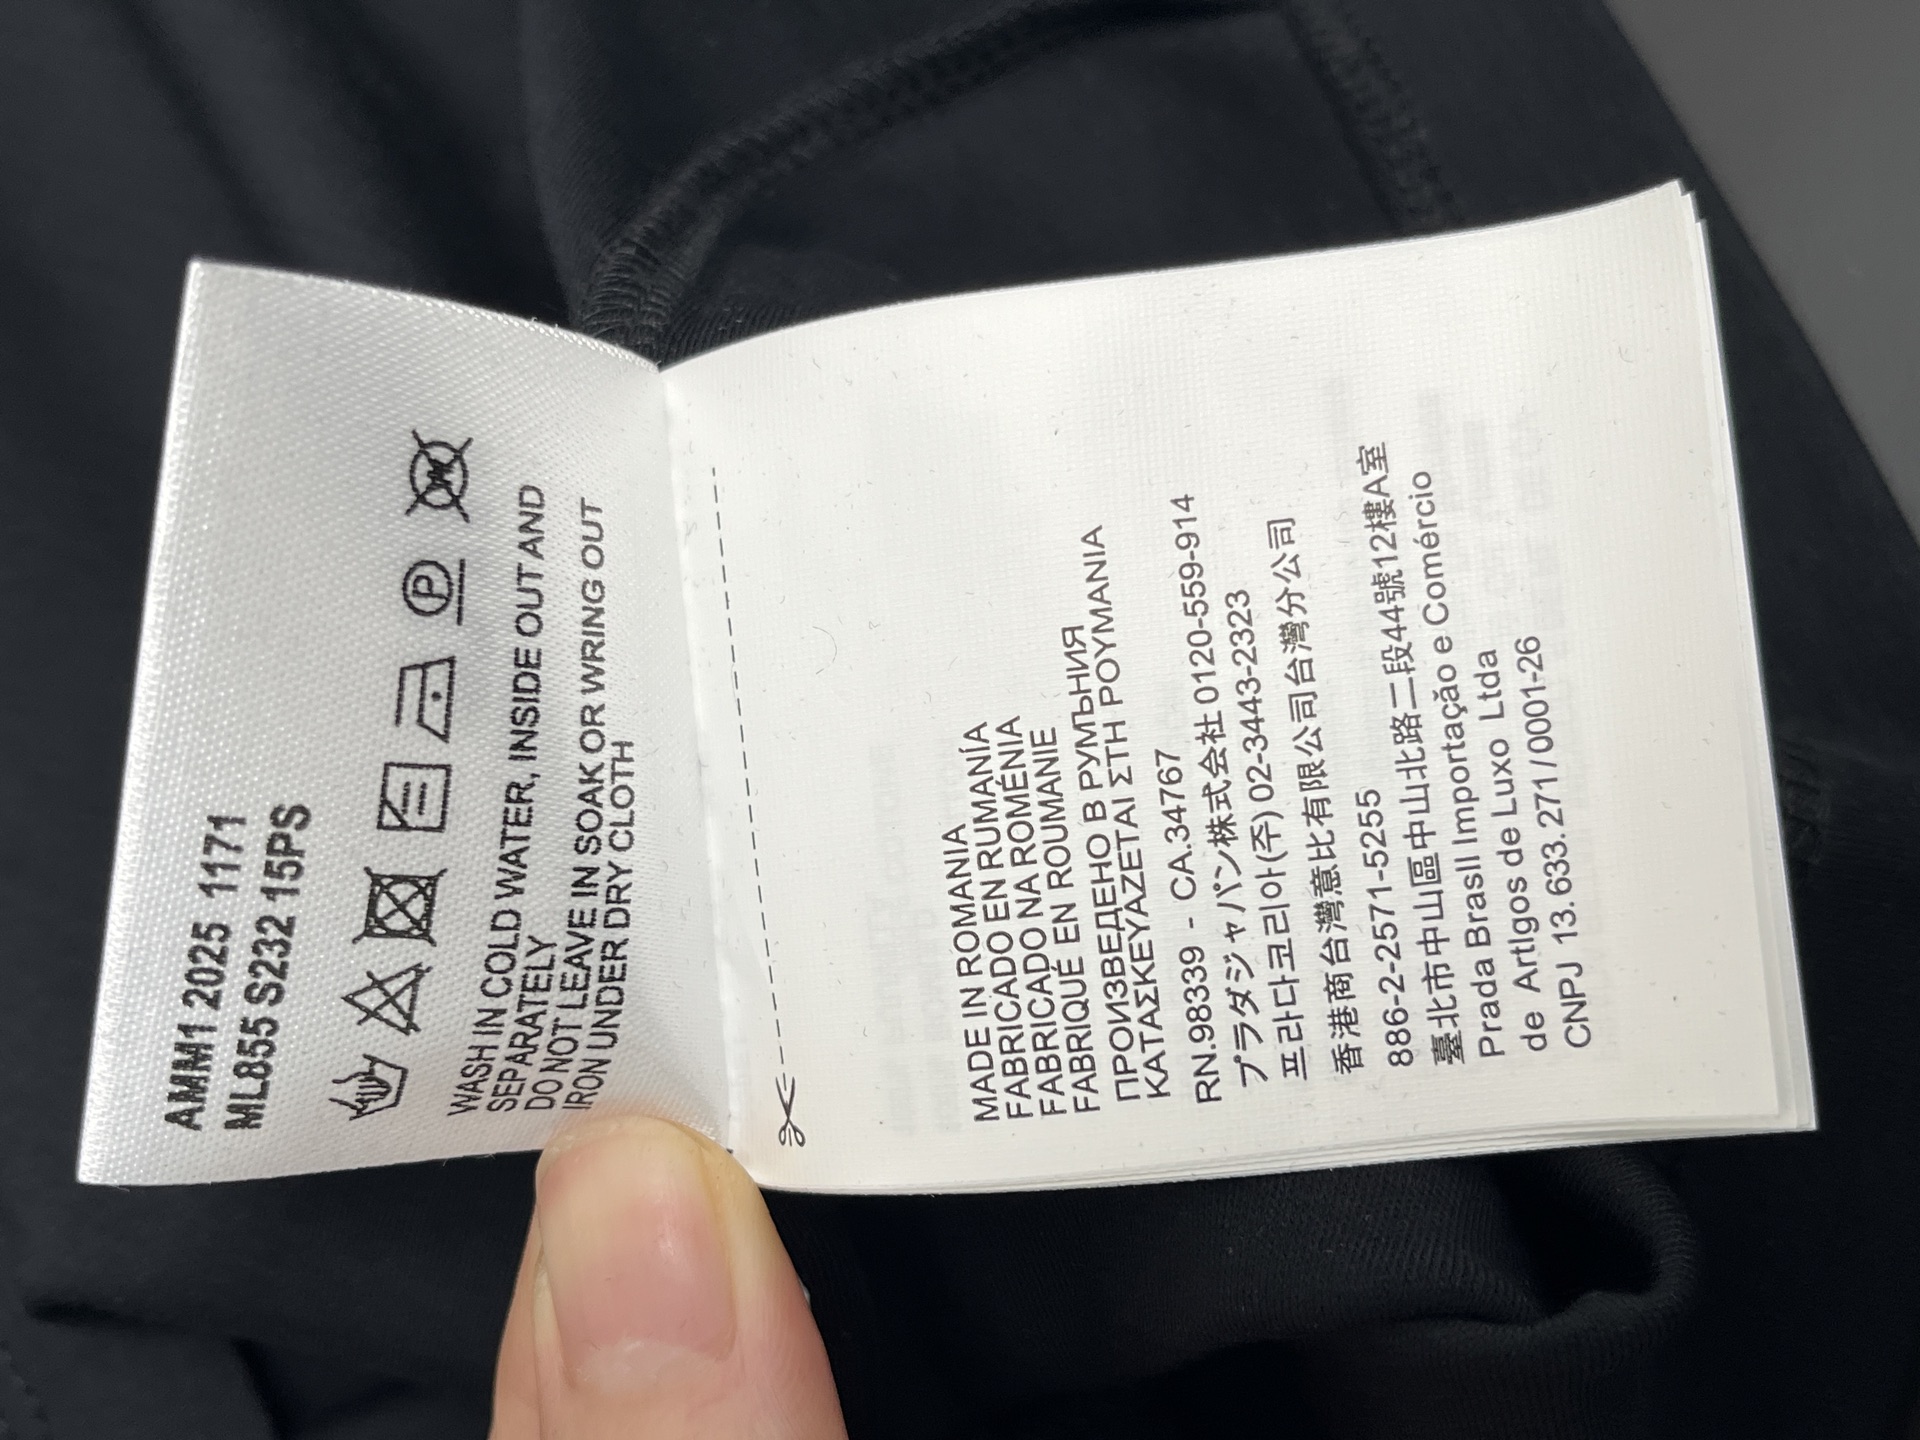 AMM1 2025 1171
ML855 S232 15PS
P
WASH IN COLD WATER, INSIDE OUT AND
SEPARATELY
DO NOT LEAVE IN SOAK OR WRING OUT
IRON UNDER DRY CLOTH
MADE IN ROMANIA
FABRICADO EN RUMANÍA
FABRICADO NA ROMÉNIA
FABRIQUÉ EN ROUMANIE
ПРОИЗВЕДЕНО В РУМЪНИЯ
ΚΑΤΑΣΚΕΥΑΖΕΤΑΙ ΣΤΗ ΡΟΥΜΑΝΙΑ
RN.98339 - CA.34767
プラダジャパン株式会社 0120-559-914
프라다코리아(주) 02-3443-2323
香港商台灣意比有限公司台灣分公司
886-2-2571-5255
臺北市中山區中山北路二段44號12樓A室
Prada Brasil Importação e Comércio
de Artigos de Luxo Ltda
CNPJ 13.633.271/0001-26